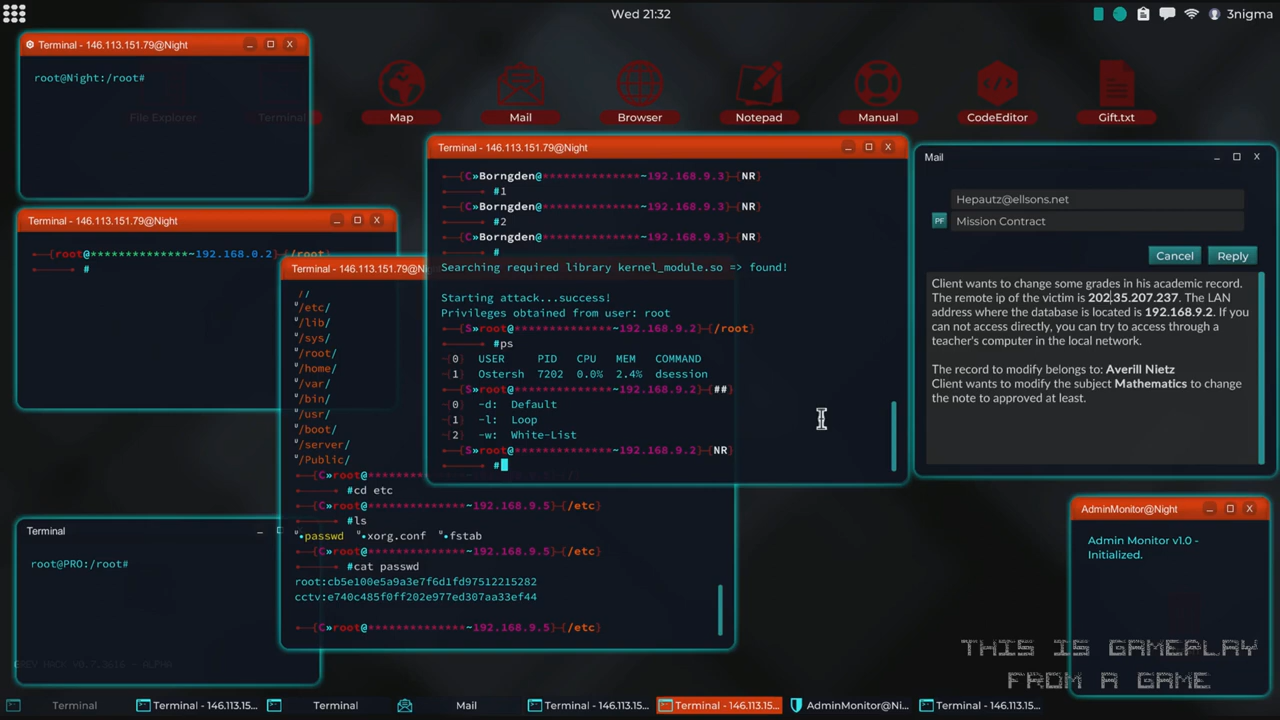 Wed 21:32
3nigma
Terminal - 146.113.151.79@Night
root@Night:/root#
File Explorer
Terminal
Map
Mail
Browser
Notepad
Manual
CodeEditor
Gift.txt
Terminal - 146.113.151.79@Night
{root@**************~192.168.0.2}-{/root}
#
Terminal - 146.113.151.79@Nig
//
"/etc/
"/lib/
"/sys/
"/root/
"/home/
"/var/
"/bin/
"/usr/
"/boot/
"/server/
"/Public/
{C»root@
#cd etc
{C»root@**************~192.168.9.5}-{/etc}
#ls
passwd xorg.conf fstab
{C»root@**************~192.168.9.5}-{/etc}
#cat passwd
root:cb5e100e5a9a3e7f6d1fd97512215282
cctv:e740c485f0ff202e977ed307aa33ef44
{C»root@**************~192.168.9.5}-{/etc}
Terminal - 146.113.151.79@Night
{C»Borngden@**************~192.168.9.3}-{NR}
#1
{C»Borngden@**************~192.168.9.3}-{NR}
#2
{C»Borngden@**************~192.168.9.3}-{NR}
#
Searching required library kernel_module.so => found!
Starting attack...success!
Privileges obtained from user: root
{S»root@**************~192.168.9.2}-{/root}
#ps
{0} USER PID CPU MEM COMMAND
{1} Ostersh 7202 0.0% 2.4% dsession
{S»root@**************~192.168.9.2}-{##}
{0} -d: Default
{1} -l: Loop
{2} -w: White-List
{S»root@**************~192.168.9.2}-{NR}
#
Mail
Hepautz@ellsons.net
PF
Mission Contract
Cancel
Reply
Client wants to change some grades in his academic record.
The remote ip of the victim is 202.35.207.237. The LAN
address where the database is located is 192.168.9.2. If you
can not access directly, you can try to access through a
teacher's computer in the local network.
The record to modify belongs to: Averill Nietz
Client wants to modify the subject Mathematics to change
the note to approved at least.
Terminal
root@PRO:/root#
GREY HACK V0.7.3616 - ALPHA
AdminMonitor@Night
Admin Monitor v1.0 -
Initialized.
THIS IS GAMEPLAY
FROM A GAME
Terminal
Terminal - 146.113.15...
Terminal
Mail
Terminal - 146.113.15...
Terminal - 146.113.15...
AdminMonitor@Ni...
Terminal - 146.113.15...